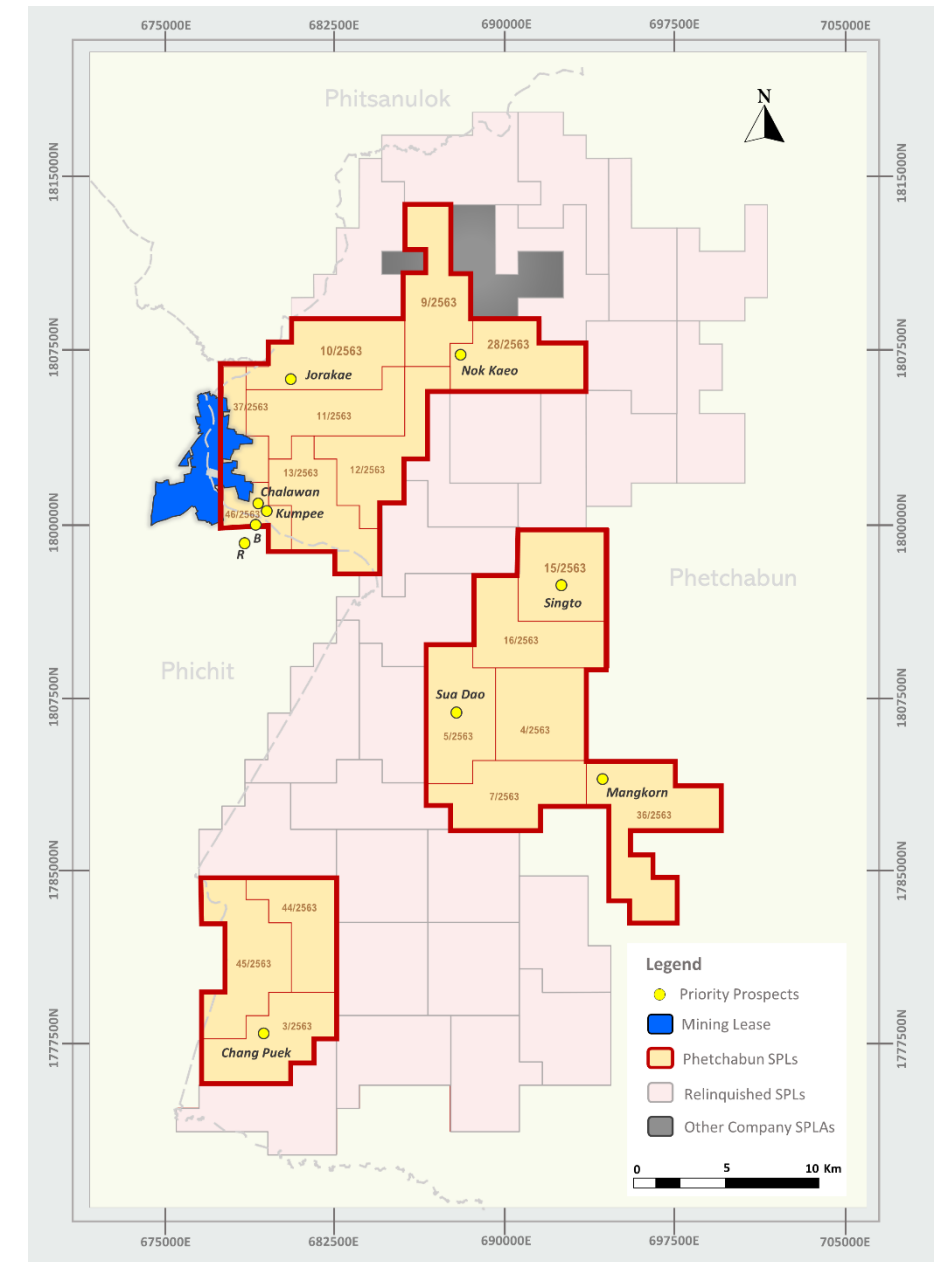 675000E 682500E 690000E 697500E 705000E
Phitsanulok
N
1815000N 1815000N
9/2563
1807500N 1807500N
10/2563 28/2563
Jorakae Nok Kaeo
37/2563 11/2563
13/2563 12/2563
Chalawan
46/2563 Kumpee
1800000N 1800000N
B
R
15/2563 Phetchabun
Singto
16/2563
Phichit
Sua Dao
1807500N 1807500N
5/2563 4/2563
Mangkorn
7/2563 36/2563
1785000N 1785000N
44/2563
45/2563
3/2563
Chang Puek
1777500N 1777500N
Legend
Priority Prospects
Mining Lease
Phetchabun SPLs
Relinquished SPLs
Other Company SPLAs
0 5 10 Km
675000E 682500E 690000E 697500E 705000E